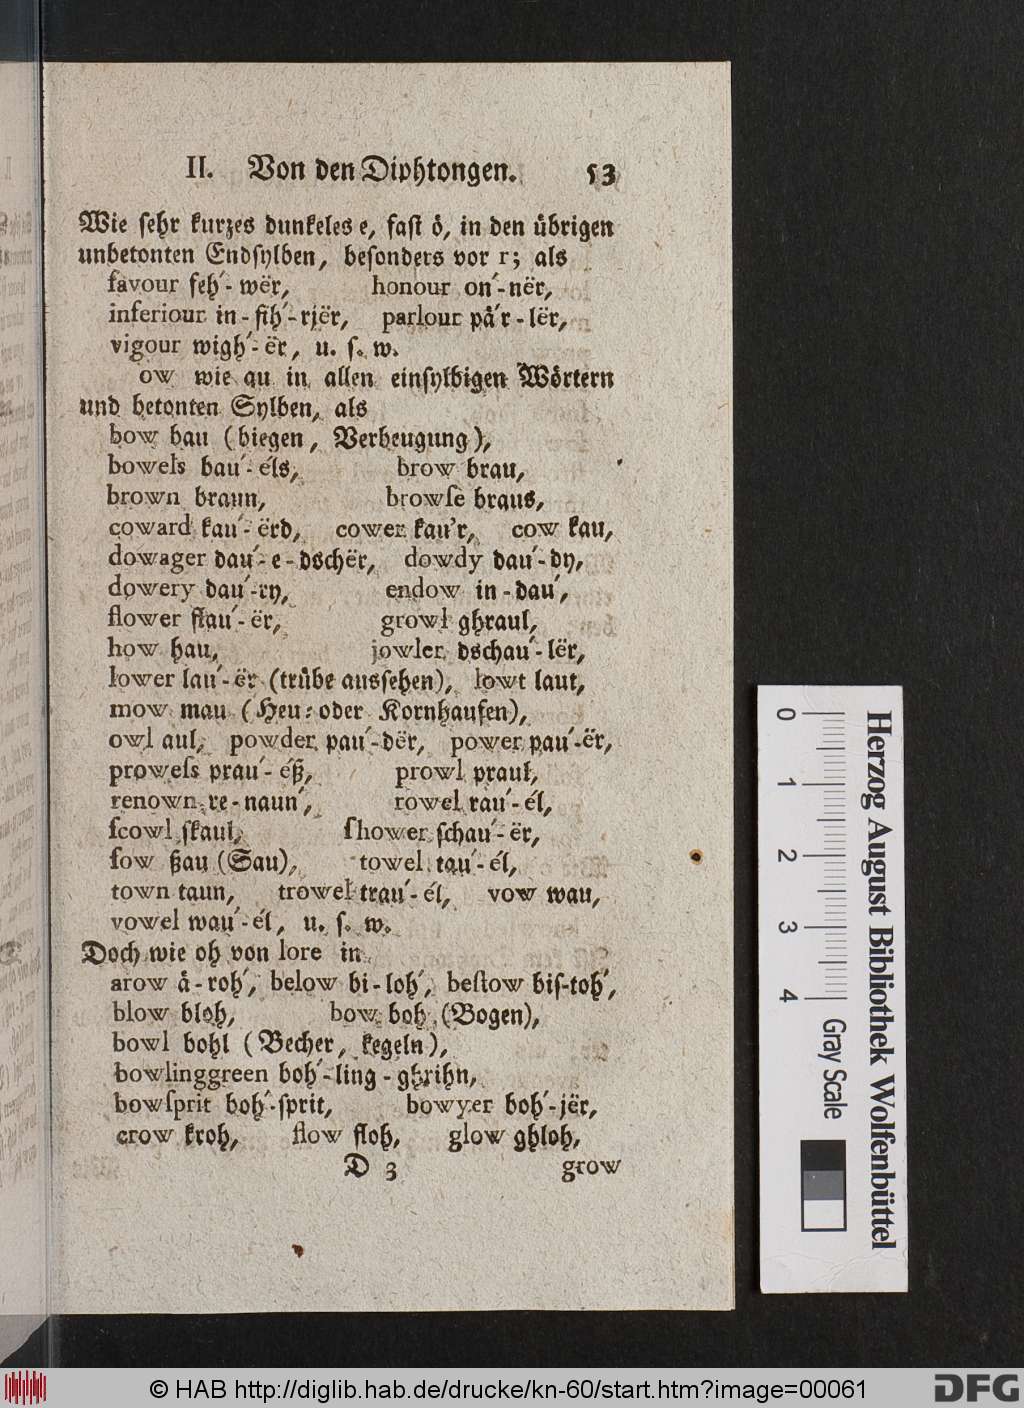 II. Von den Diphtongen. 53
Wie sehr kurzes dunkeles e, fast ö, in den übrigen
unbetonten Endsylben, besonders vor r; als
favour feh́-wër, honour on´-nër,
inferiour in-fih́-rjër, parlour pǻr-lër,
vigour wigh´-ër, u. s. w.
ow wie au in allen einsylbigen Wörtern
und betonten Sylben, als
bow bau (biegen, Verbeugung),
bowels bau´-éls, brow brau,
brown braun, browſe braus,
coward kau´-ërd, cower kau'r, cow kau,
dowager dau´-e-dschër, dowdy dau´-dy,
dowery dau´-ry, endow in-dau´,
flower flau´-ër, growl ghraul,
how hau, jowler dschau´-lër,
lower lau´-ër (trübe aussehen), lowt laut,
mow mau (Heu- oder Kornhaufen),
owl aul, powder pau´-dër, power pau´-ër,
proweſs prau´-éß, prowl praul,
renown re-naun´, rowel rau´-él,
ſcowl skaul, ſhower schau´-ër,
ſow ßau (Sau), towel tau´-él,
town taun, trowel trau´-él, vow wau,
vowel wau´-él, u. s. w.
Doch wie oh von lore in
arow å-roh´, below bi-loh´, beſtow bis-toh´,
blow bloh, bow boh (Bogen),
bowl bohl (Becher, kegeln),
bowlinggreen boh´-ling-ghrihn,
bowſprit boh´-sprit, bowyer boh´-jër,
crow kroh, flow floh, glow ghloh,
D 3 grow
0 1 2 3 4
Gray Scale
Herzog August Bibliothek Wolfenbüttel
© HAB http://diglib.hab.de/drucke/kn-60/start.htm?image=00061
DFG